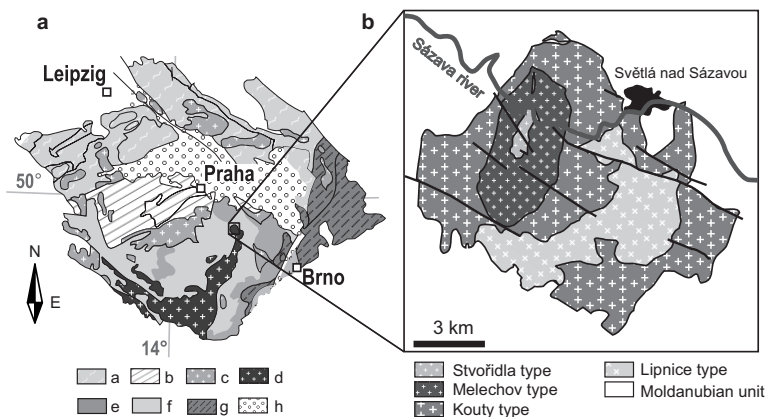 a
Leipzig
50°
Praha
Brno
N
E
14°
a b c d
e f g h
b
Sázava river
Světlá nad Sázavou
3 km
Stvořidla type
Melechov type
Kouty type
Lipnice type
Moldanubian unit